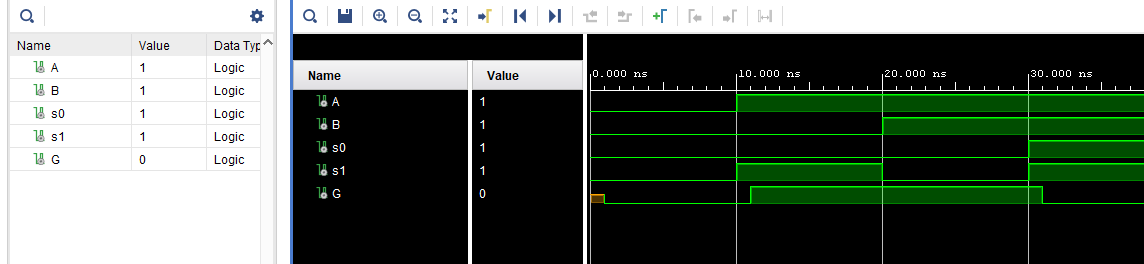 Name Value Data Typ
A 1 Logic
B 1 Logic
s0 1 Logic
s1 1 Logic
G 0 Logic
Name Value
0.000 ns 10.000 ns 20.000 ns 30.000 ns
A 1
B 1
s0 1
s1 1
G 0